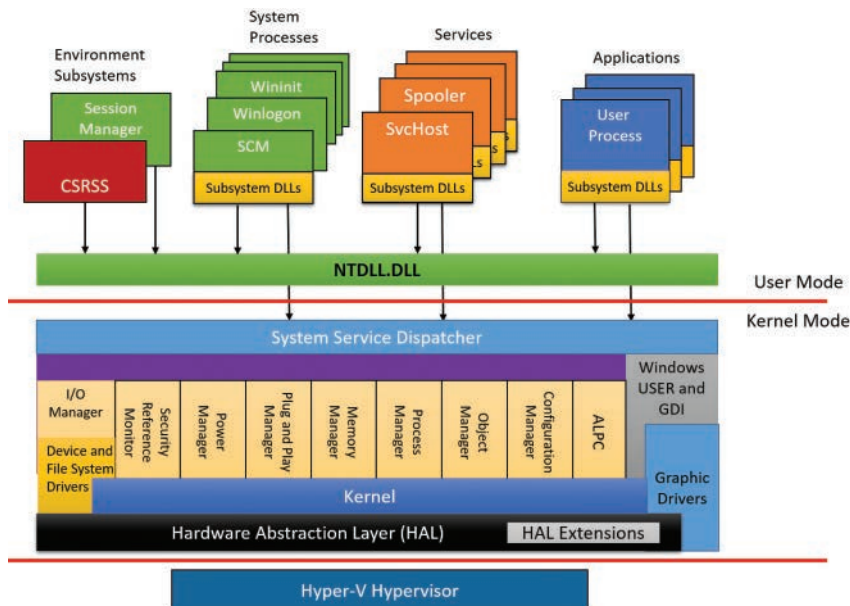 System
Processes
Services
Environment
Subsystems
Applications
Wininit
Winlogon
SCM
Subsystem DLLs
Session
Manager
CSRSS
Spooler
SvcHost
Subsystem DLLs
User
Process
Subsystem DLLs
NTDLL.DLL
User Mode
Kernel Mode
System Service Dispatcher
I/O
Manager
Security
Reference
Monitor
Power
Manager
Plug and Play
Manager
Memory
Manager
Process
Manager
Object
Manager
Configuration
Manager
ALPC
Windows
USER and
GDI
Device and
File System
Drivers
Graphic
Drivers
Kernel
Hardware Abstraction Layer (HAL)
HAL Extensions
Hyper-V Hypervisor